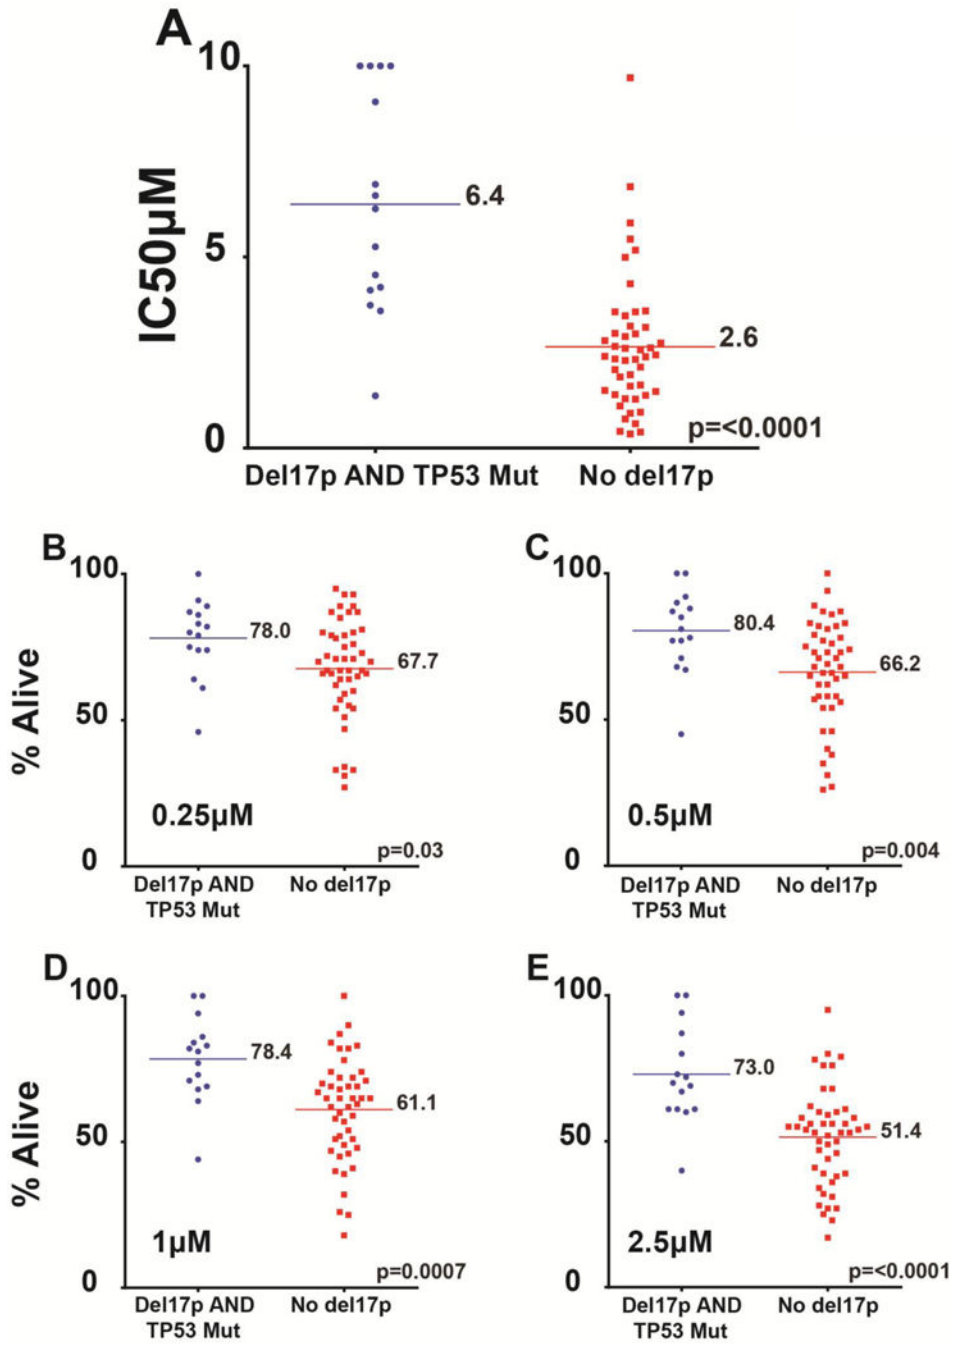 A
10
5
0
IC50µM
6.4
2.6
p=<0.0001
Del17p AND TP53 Mut
No del17p
B
100
50
0
% Alive
78.0
67.7
0.25µM
p=0.03
Del17p AND
TP53 Mut
No del17p
C
100
50
0
80.4
66.2
0.5µM
p=0.004
Del17p AND
TP53 Mut
No del17p
D
100
50
0
% Alive
78.4
61.1
1µM
p=0.0007
Del17p AND
TP53 Mut
No del17p
E
100
50
0
73.0
51.4
2.5µM
p=<0.0001
Del17p AND
TP53 Mut
No del17p